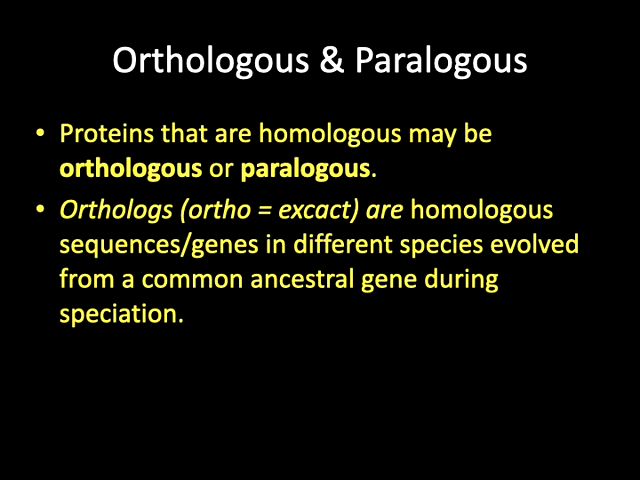 Orthologous & Paralogous
• Proteins that are homologous may be
orthologous or paralogous.
• Orthologs (ortho = excact) are homologous
sequences/genes in different species evolved
from a common ancestral gene during
speciation.